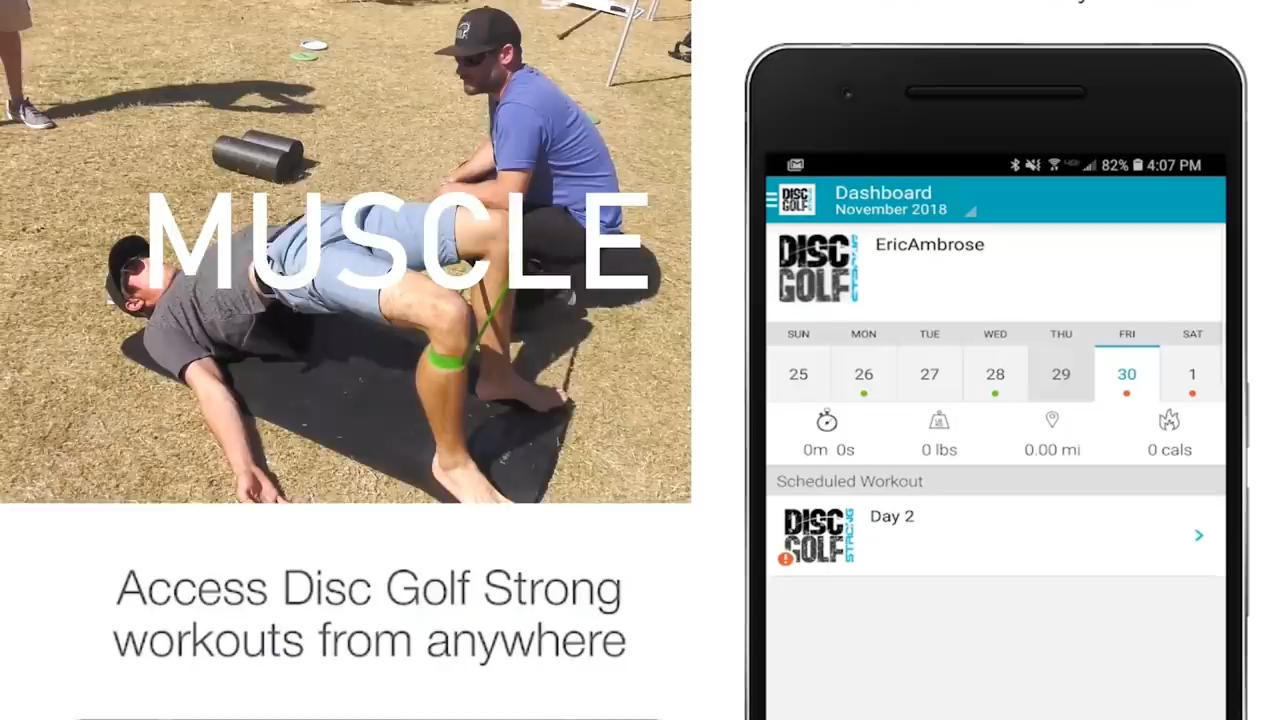 MUSCLE
Access Disc Golf Strong
workouts from anywhere
82% 4:07 PM
DISC
GOLF
Dashboard
November 2018
DISC
GOLF
STRONG
EricAmbrose
SUN MON TUE WED THU FRI SAT
25 26 27 28 29 30 1
0m 0s 0 lbs 0.00 mi 0 cals
Scheduled Workout
DISC
GOLF
STRONG
Day 2